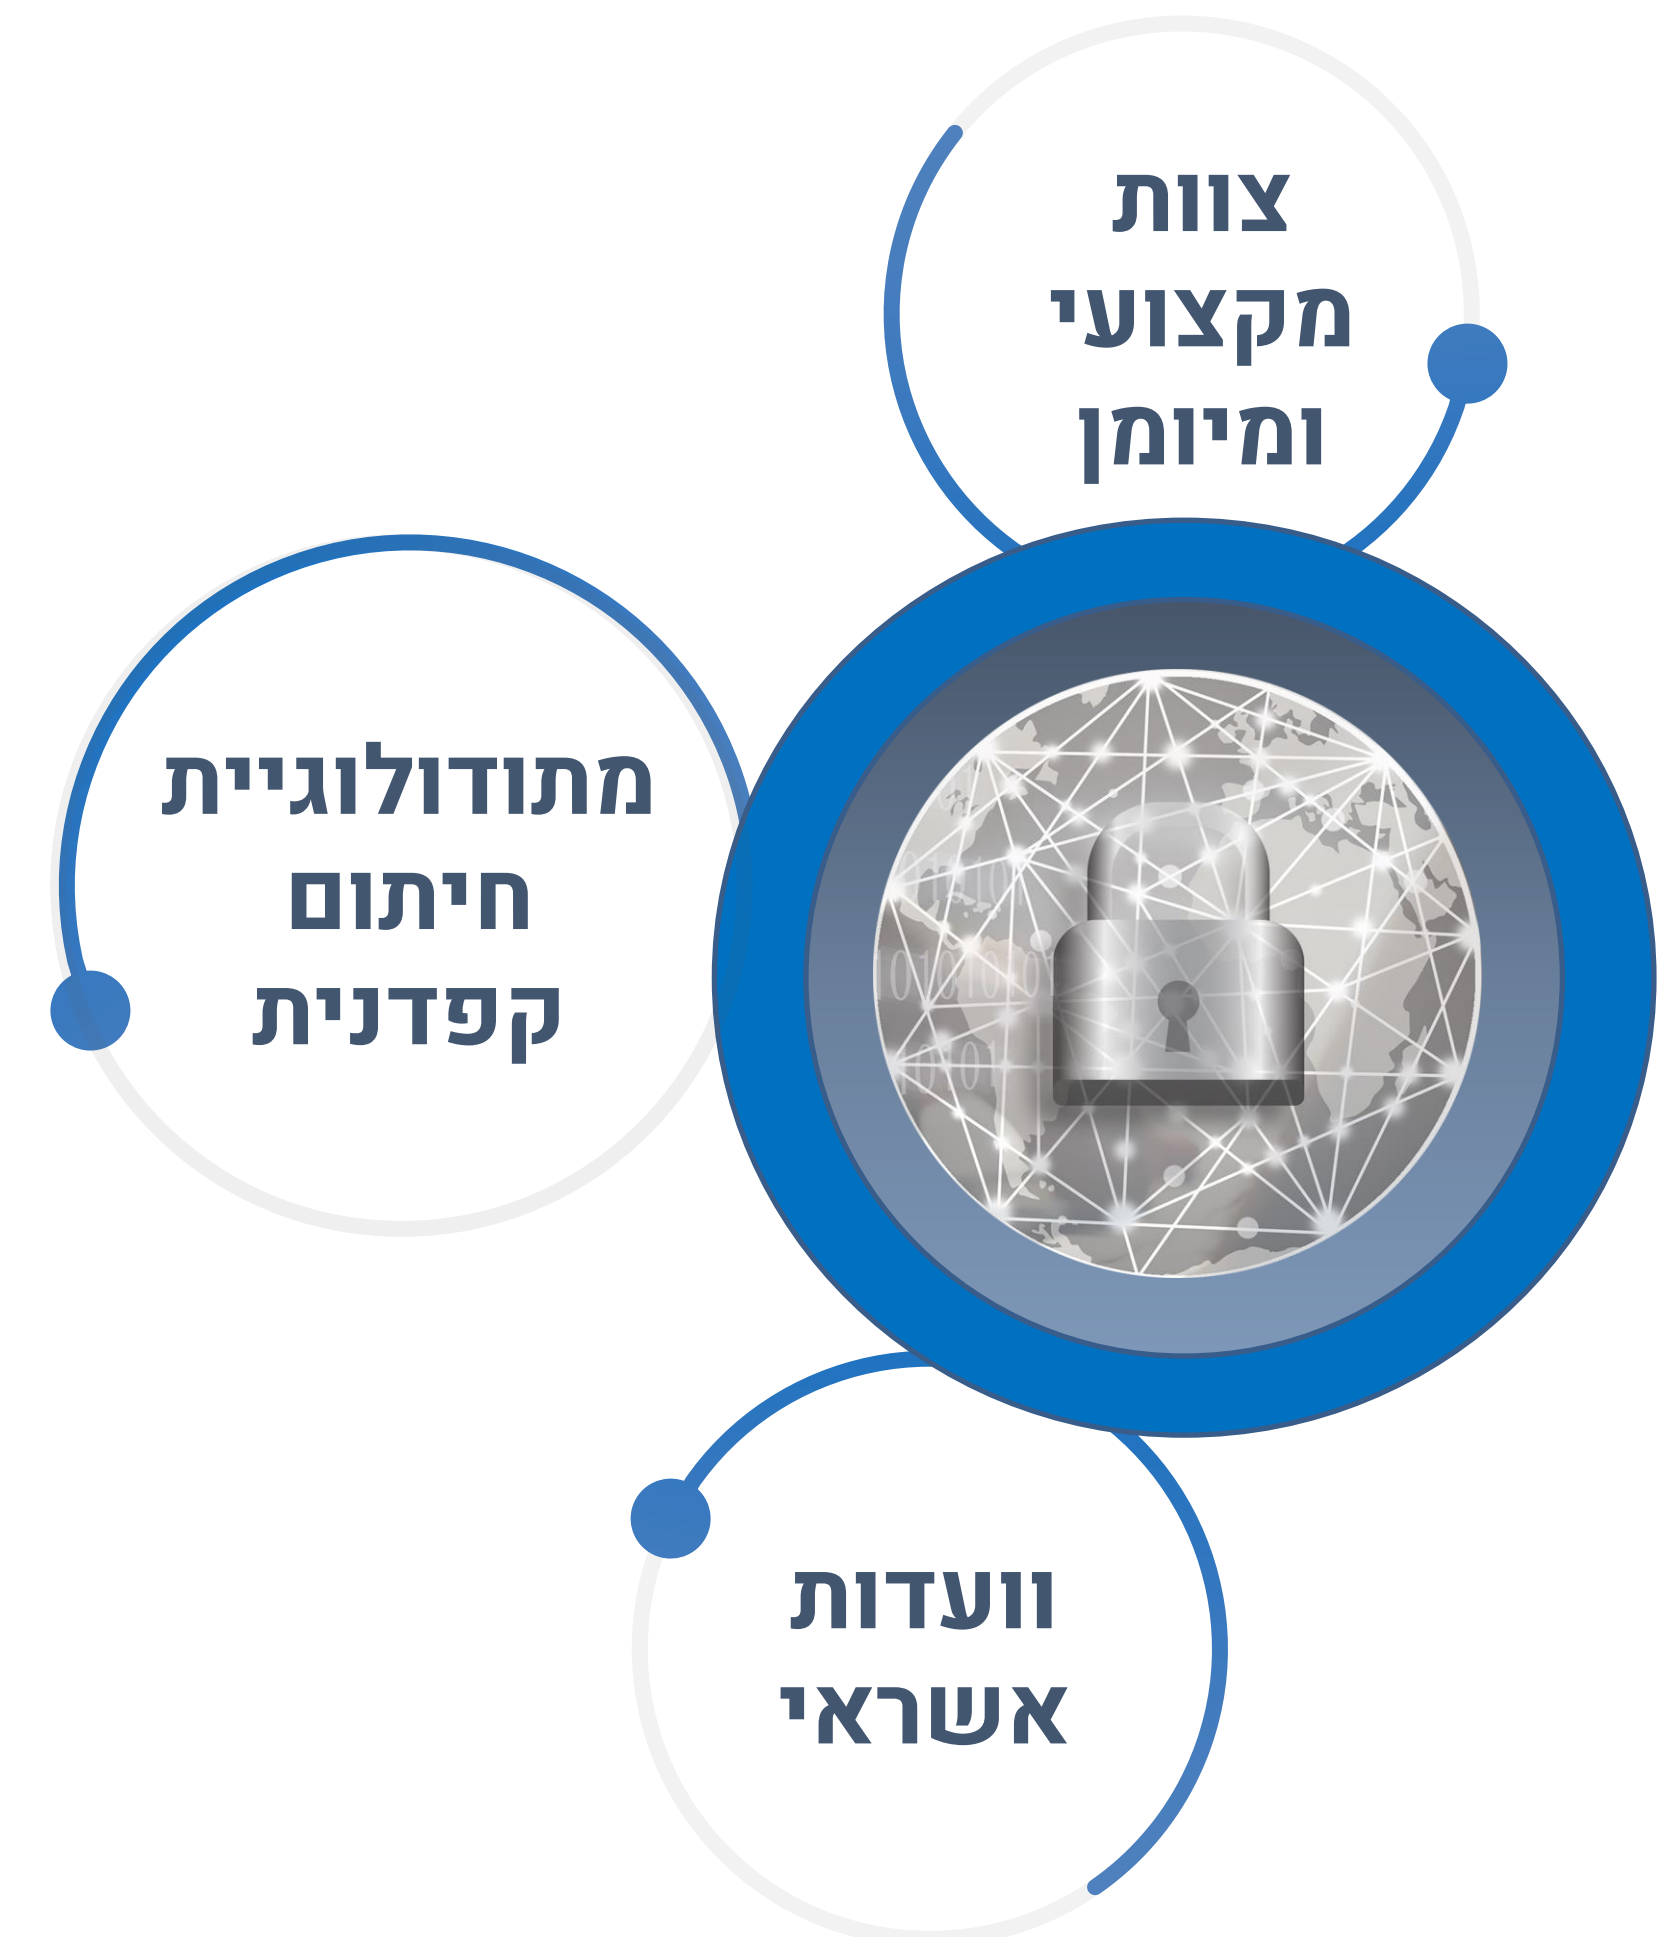 צוות
מקצועי
ומיומן
מתודולוגיית
חיתום
קפדנית
וועדות
אשראי